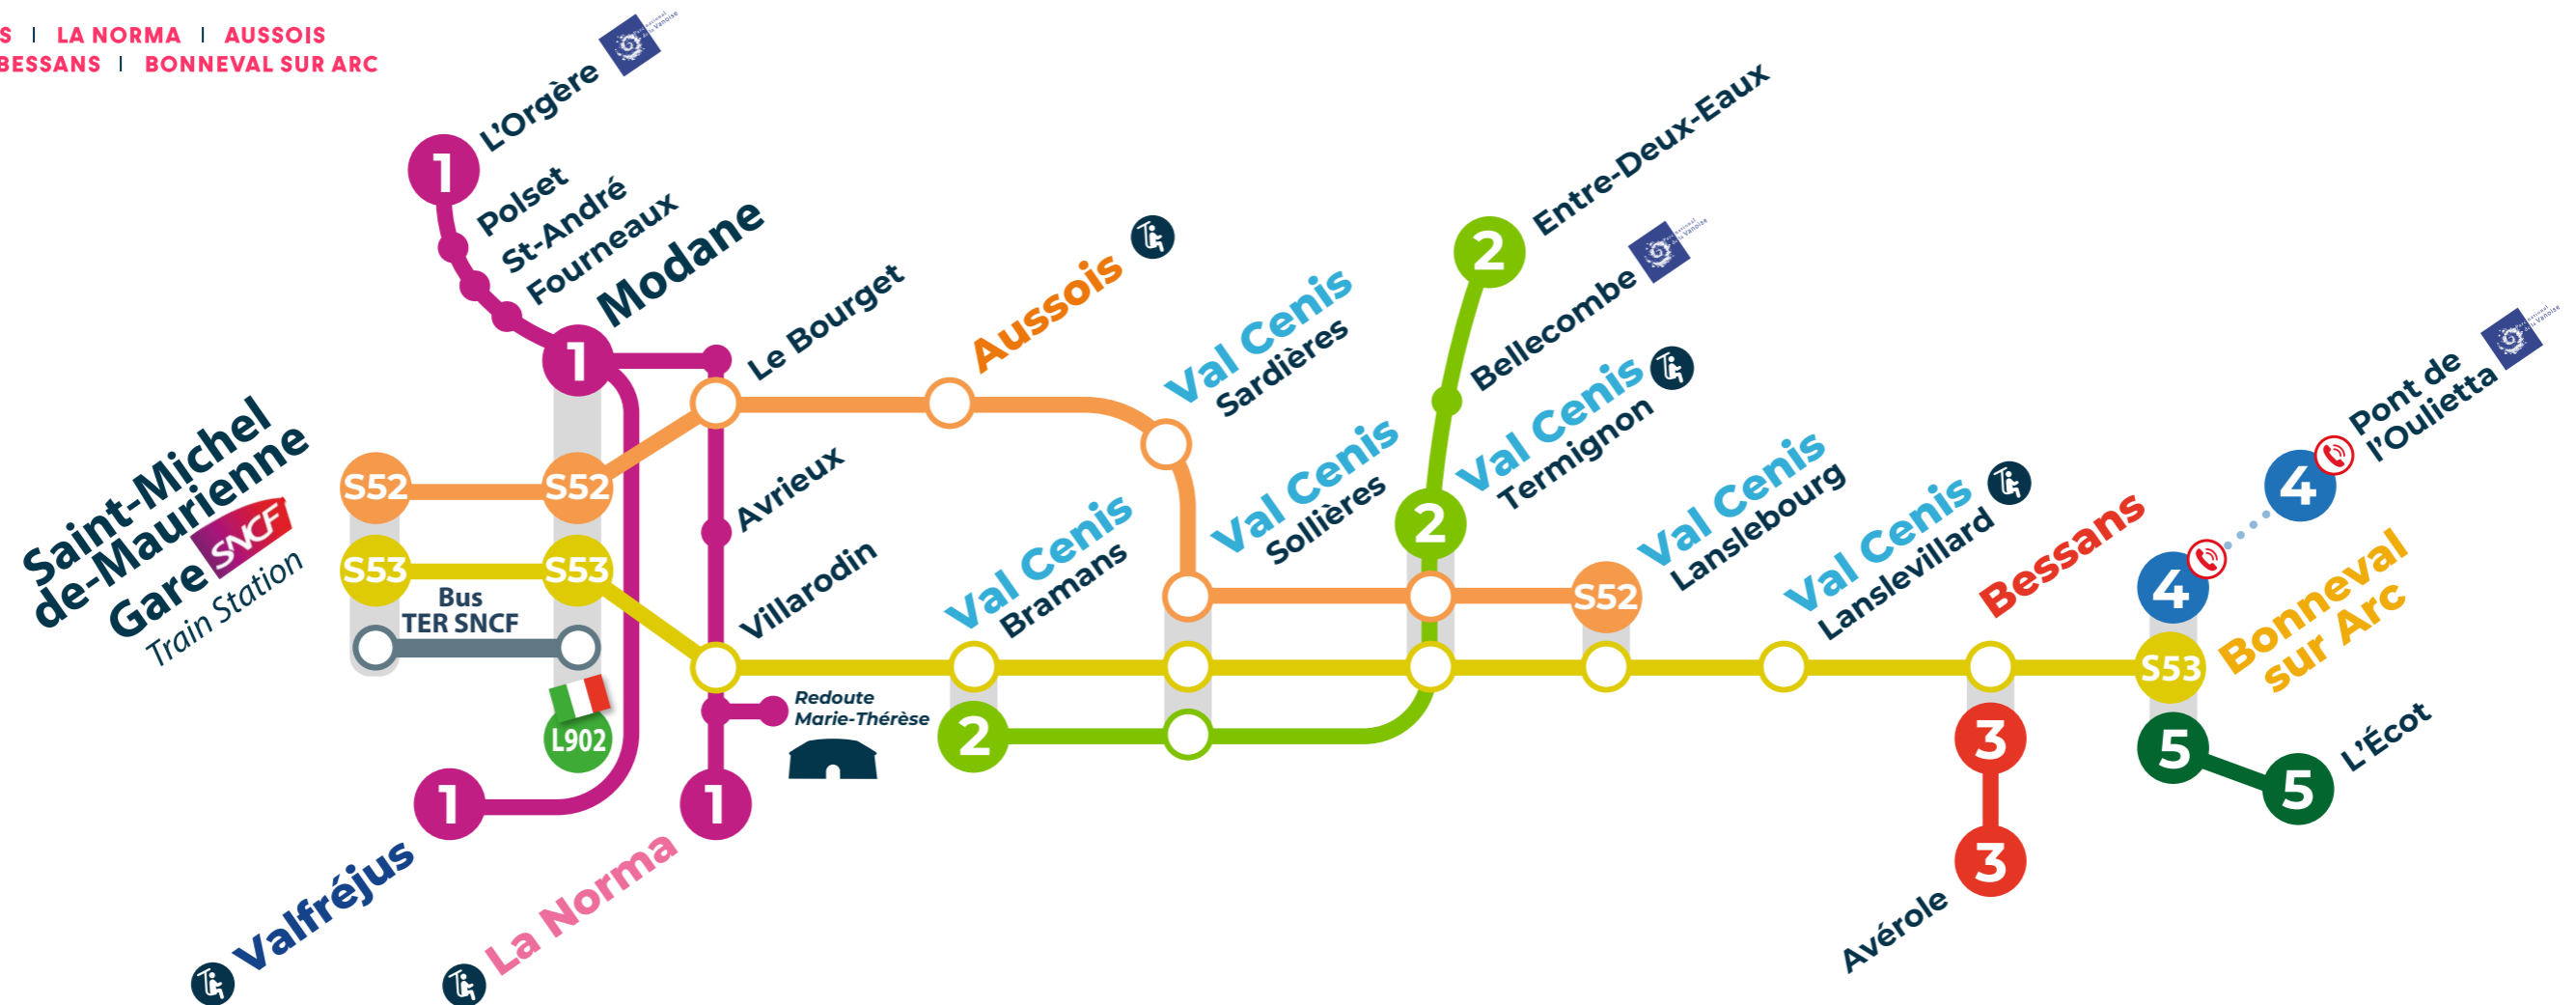 S | LA NORMA | AUSSOIS
BESSANS | BONNEVAL SUR ARC
L'Orgère
1
Polset
St-André
Fourneaux
Modane
1
Le Bourget
Aussois
Val Cenis
Sardières
Entre-Deux-Eaux
2
Bellecombe
Val Cenis
Termignon
2
Val Cenis
Sollières
Val Cenis
Lanslebourg
S52
Val Cenis
Lanslevillard
Bessans
Pont de
l'Oulietta
4
4
Bonneval
sur Arc
S53
Saint-Michel
de-Maurienne
Gare SNCF
Train Station
S52
S52
S53
S53
Bus
TER SNCF
L902
Avrieux
Villarodin
Val Cenis
Bramans
2
Redoute
Marie-Thérèse
1
Valfréjus
1
La Norma
3
3
Avérole
5
5
L'Écot